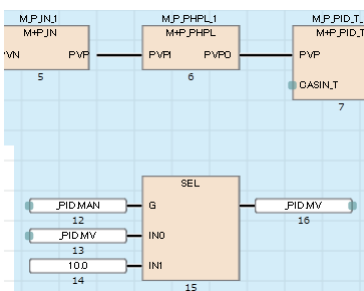 M_P_IN_1 M_P_PHPL_1 M_P_PID_T_
M+P_IN M+P_PHPL M+P_PID_T
VN PVP PVPI PVPO PVP
CASIN_T
5 6 7
SEL
_PID.MAN G _PID.MV
12 16
_PID.MV IN0
13
10.0 IN1
14 15